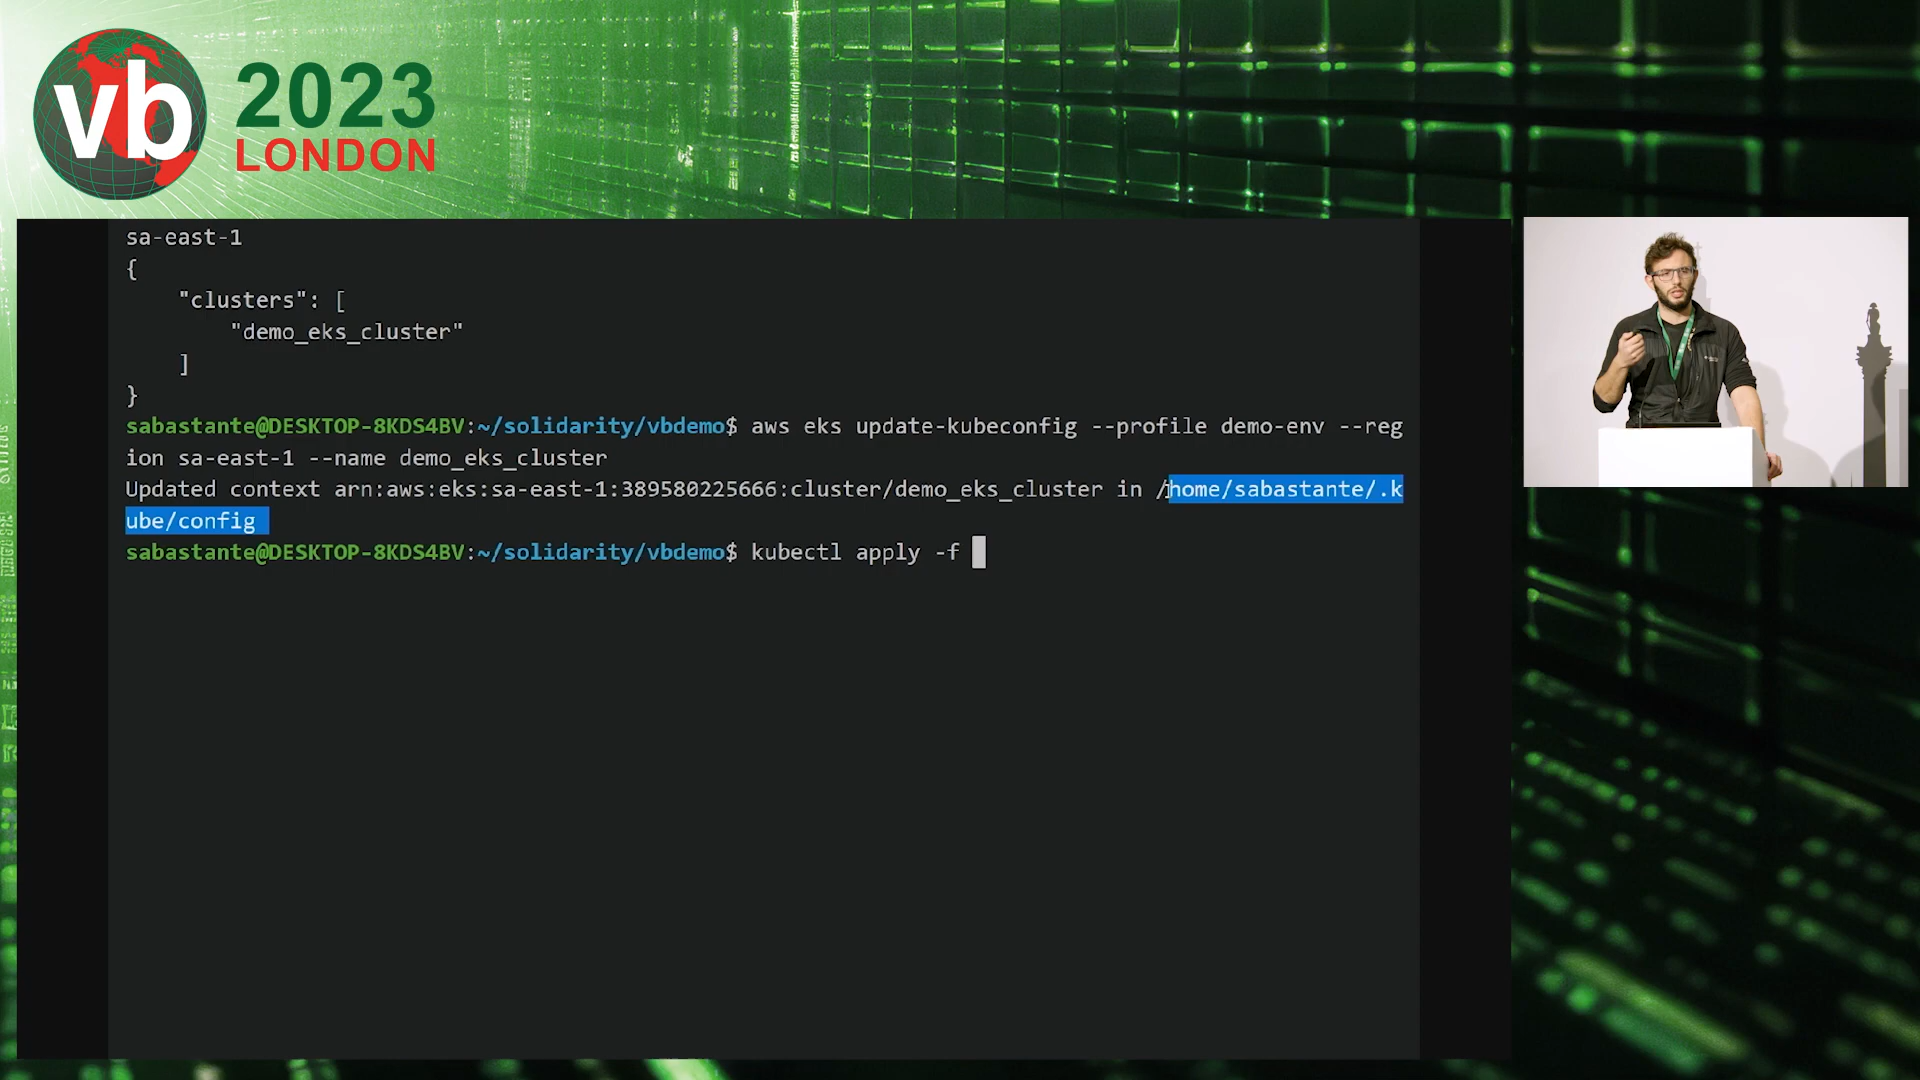 vb
2023
LONDON
sa-east-1
{
    "clusters": [
        "demo_eks_cluster"
    ]
}
sabastante@DESKTOP-8KDS4BV:~/solidarity/vbdemo$ aws eks update-kubeconfig --profile demo-env --reg
ion sa-east-1 --name demo_eks_cluster
Updated context arn:aws:eks:sa-east-1:389580225666:cluster/demo_eks_cluster in /home/sabastante/.k
ube/config
sabastante@DESKTOP-8KDS4BV:~/solidarity/vbdemo$ kubectl apply -f